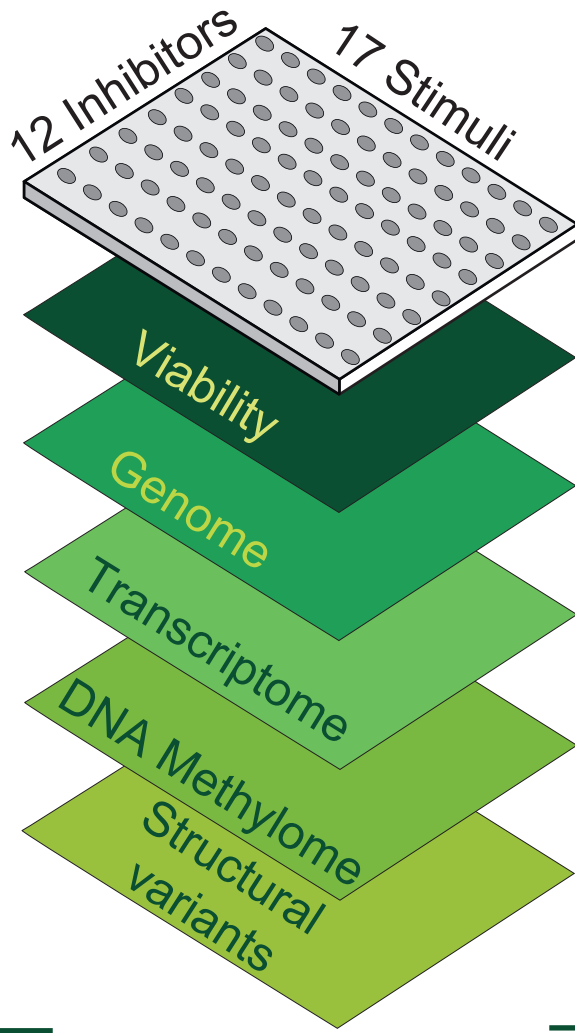 12 Inhibitors
17 Stimuli
Viability
Genome
Transcriptome
DNA Methylome
Structural
variants